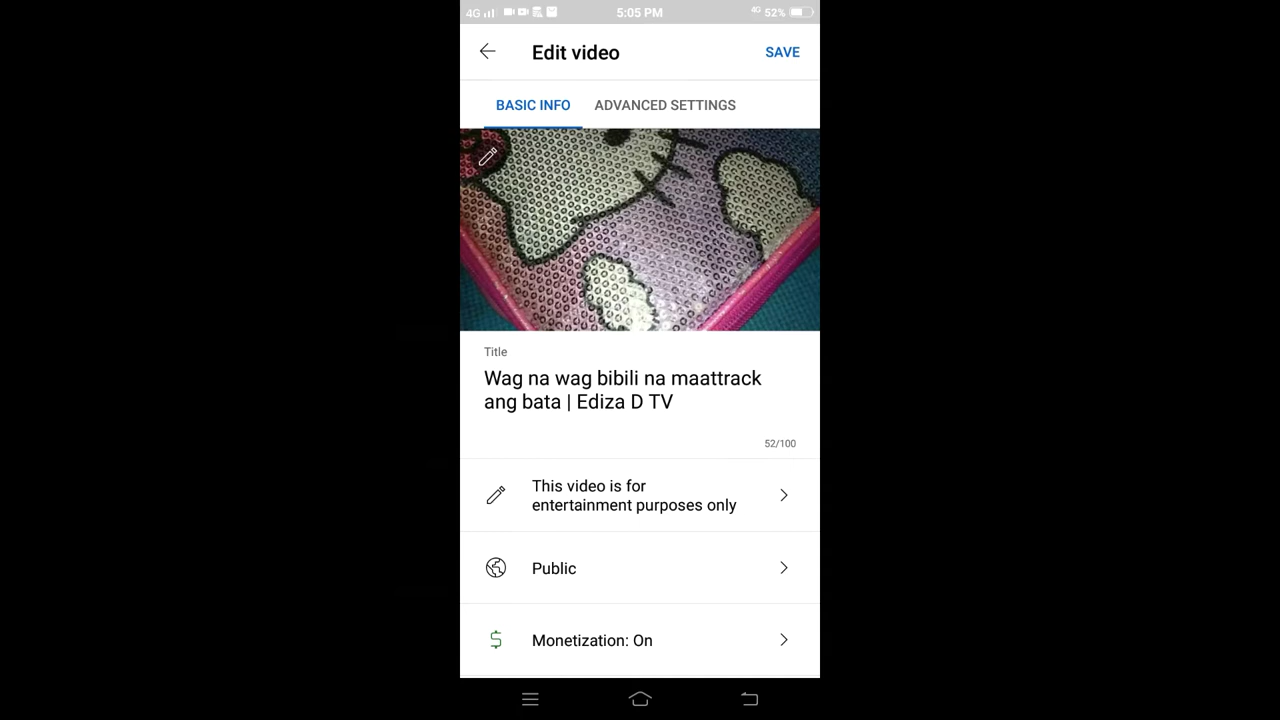 4G 5:05 PM 4G 52%
Edit video SAVE
BASIC INFO ADVANCED SETTINGS
Title
Wag na wag bibili na maattrack
ang bata | Ediza D TV
52/100
This video is for
entertainment purposes only
Public
Monetization: On